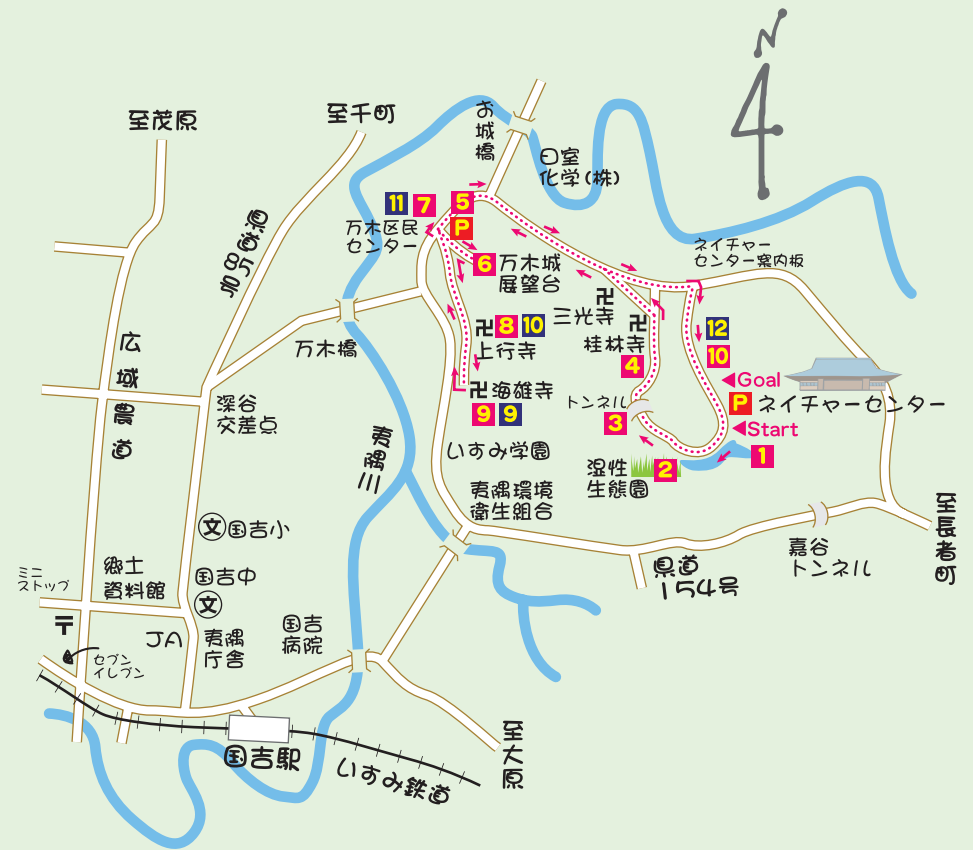 N
至茂原
至千町
お城橋
日室
化学(株)
11
7
5
P
万木区民
センター
6
万木城
展望台
ネイチャー
センター案内板
県道85号
三光寺
桂林寺
4
8
10
上行寺
12
10
万木橋
広域農道
海雄寺
9
9
Goal
P
ネイチャーセンター
Start
トンネル
3
深谷
交差点
夷隅川
いすみ学園
1
湿性
生態園
2
夷隅環境
衛生組合
至長者町
文
国吉小
嘉谷
トンネル
県道
154号
ミニ
ストップ
郷土
資料館
国吉中
文
〒
JA
夷隅
庁舎
国吉
病院
セブン
イレブン
至大原
国吉駅
いすみ鉄道